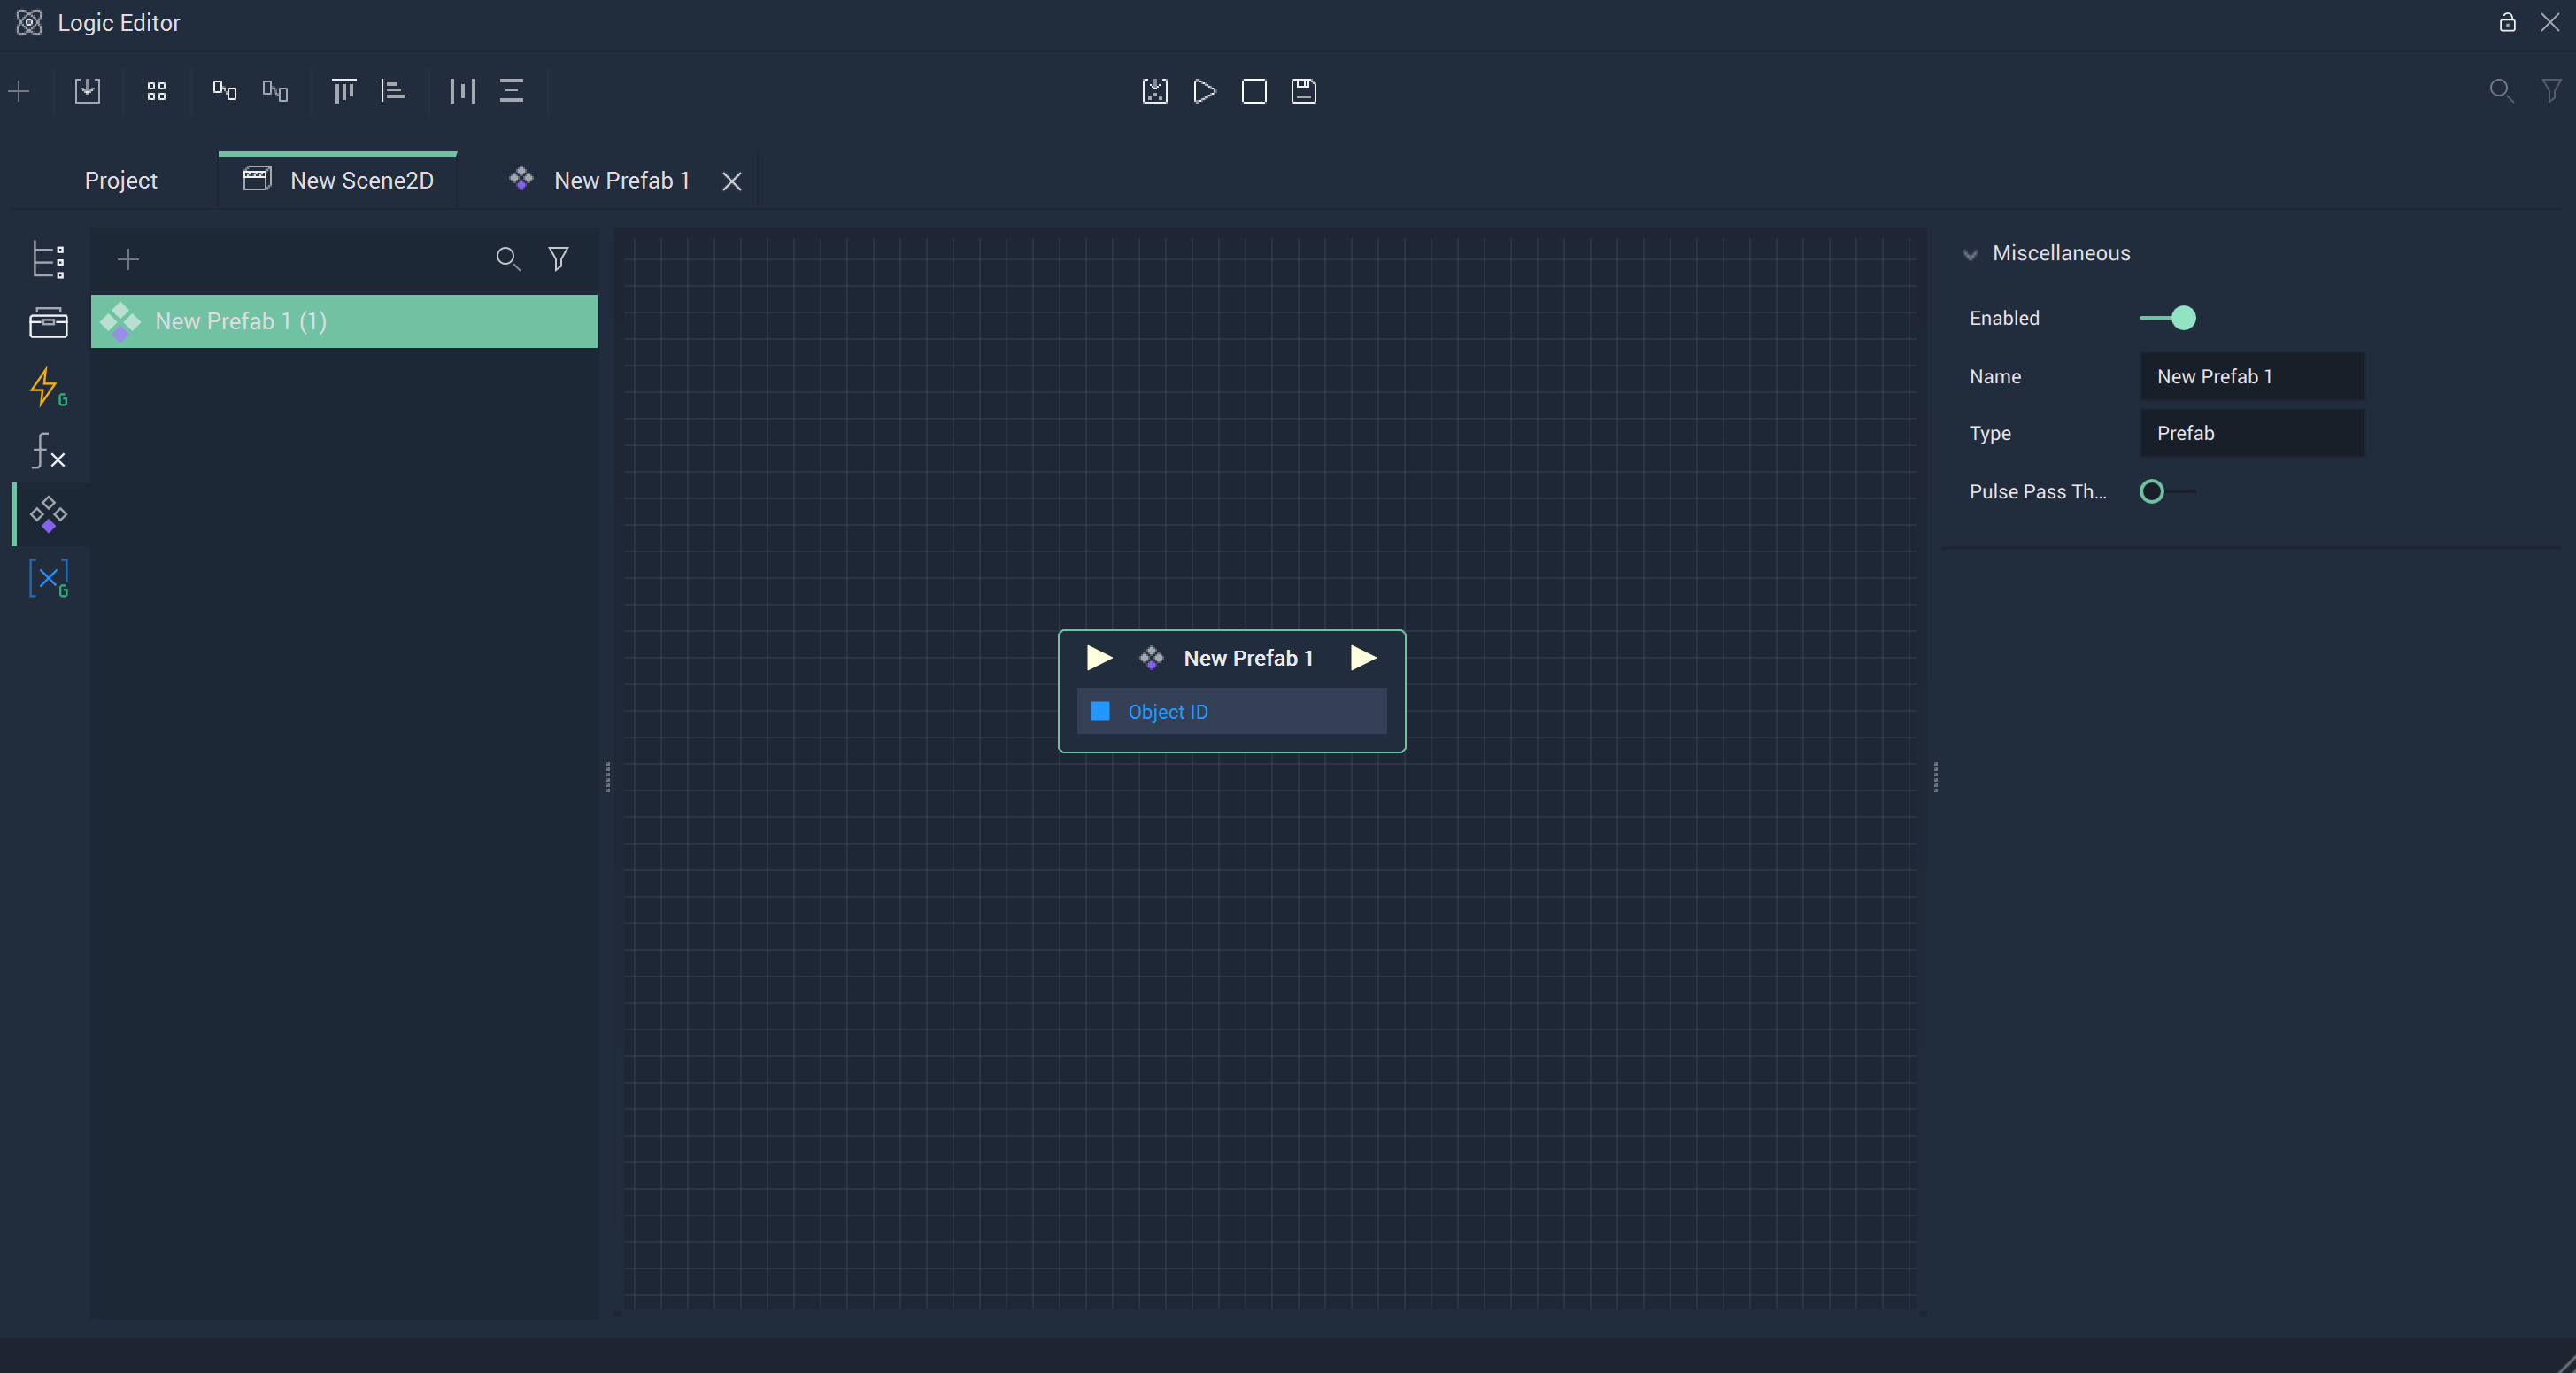 Logic Editor
Project
New Scene2D
New Prefab 1
New Prefab 1 (1)
G
G
New Prefab 1
Object ID
Miscellaneous
Enabled
Name
New Prefab 1
Type
Prefab
Pulse Pass Th...